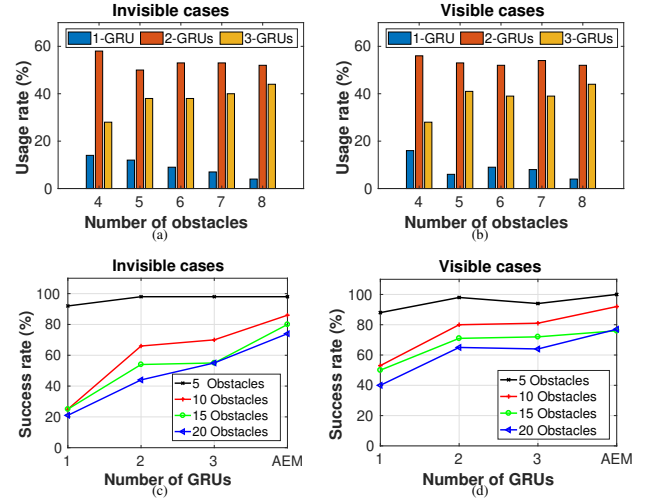 Invisible cases
Usage rate (%)
60
40
20
0
1-GRU 2-GRUs 3-GRUs
4 5 6 7 8
Number of obstacles
(a)
Visible cases
Usage rate (%)
60
40
20
0
1-GRU 2-GRUs 3-GRUs
4 5 6 7 8
Number of obstacles
(b)
Invisible cases
Success rate (%)
100
80
60
40
20
0
5 Obstacles
10 Obstacles
15 Obstacles
20 Obstacles
1 2 3 AEM
Number of GRUs
(c)
Visible cases
Success rate (%)
100
80
60
40
20
0
5 Obstacles
10 Obstacles
15 Obstacles
20 Obstacles
1 2 3 AEM
Number of GRUs
(d)